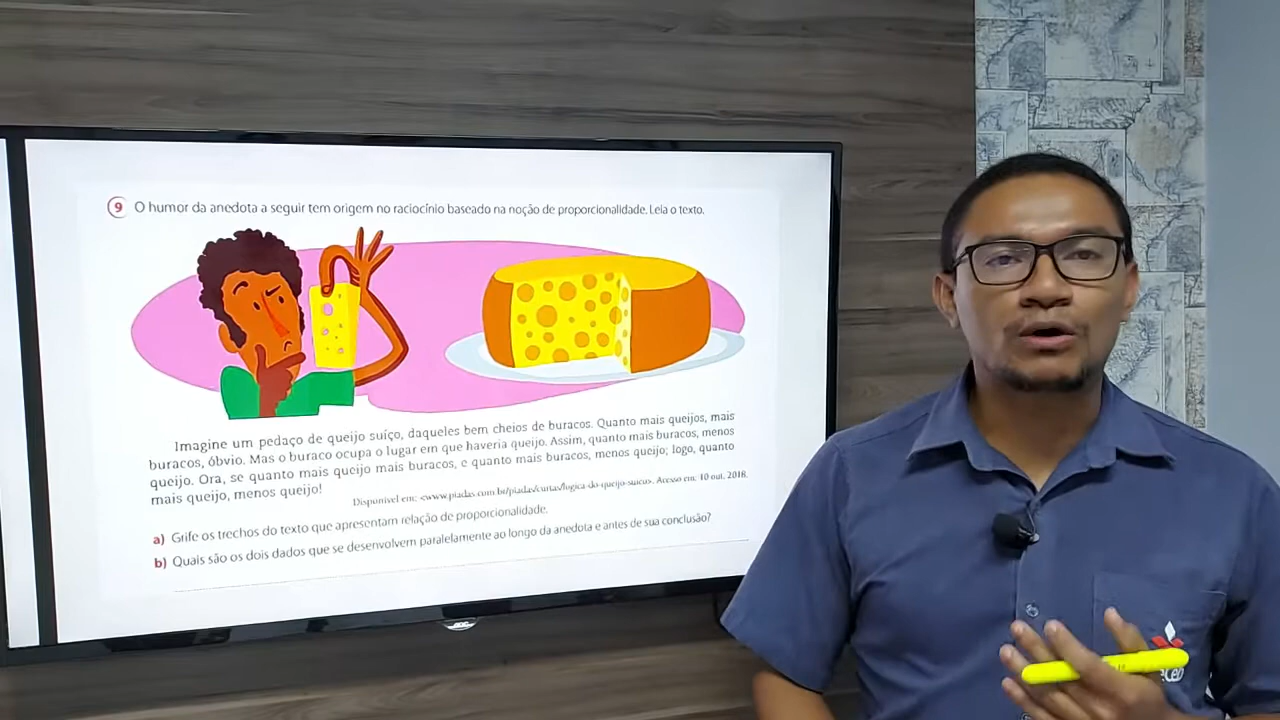 9 O humor da anedota a seguir tem origem no raciocínio baseado na noção de proporcionalidade. Leia o texto.
Imagine um pedaço de queijo suíço, daqueles bem cheios de buracos. Quanto mais queijos, mais
buracos, óbvio. Mas o buraco ocupa o lugar em que haveria queijo. Assim, quanto mais buracos, menos
queijo. Ora, se quanto mais queijo mais buracos, e quanto mais buracos, menos queijo; logo, quanto
mais queijo, menos queijo!
Disponível em: <www.piadas.com.br/piadas/curtas/logica-do-queijo-suico>. Acesso em: 10 out. 2018.
a) Grife os trechos do texto que apresentam relação de proporcionalidade.
b) Quais são os dois dados que se desenvolvem paralelamente ao longo da anedota e antes de sua conclusão?
AOC